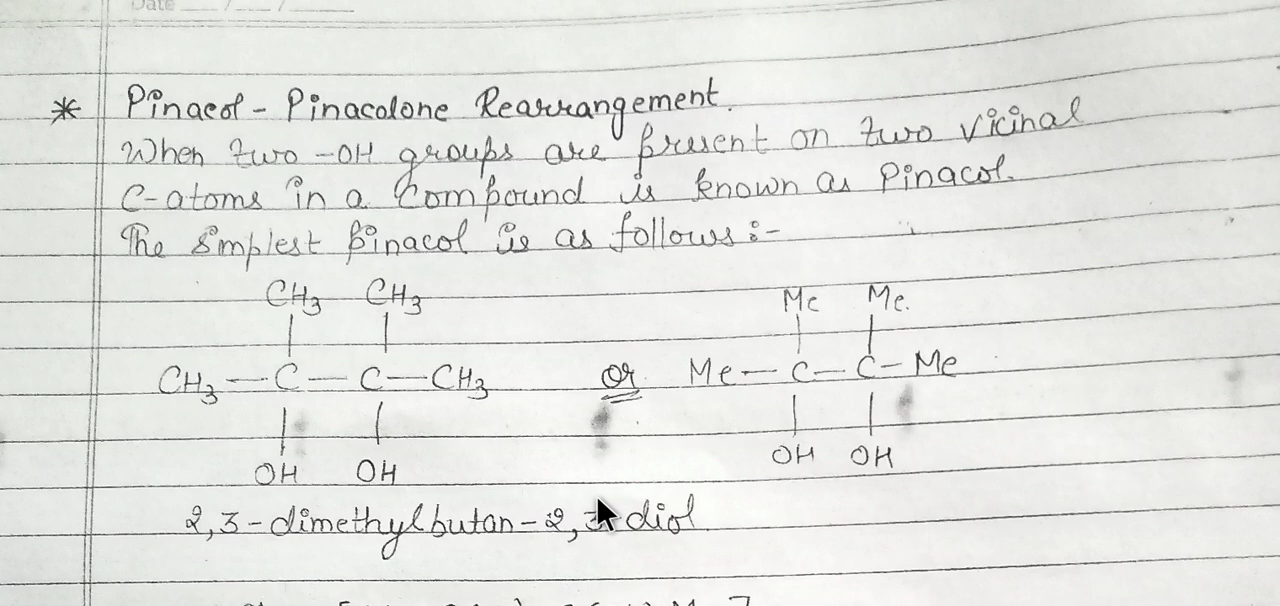 Date / /
* Pinacol - Pinacolone Rearrangement.
When two -OH groups are present on two vicinal
C-atoms in a compound is known as Pinacol.
The simplest pinacol is as follows :-
CH3 CH3 Me Me.
CH3 — C — C — CH3 or Me — C — C — Me
OH OH OH OH
2,3-dimethylbutan-2, diol